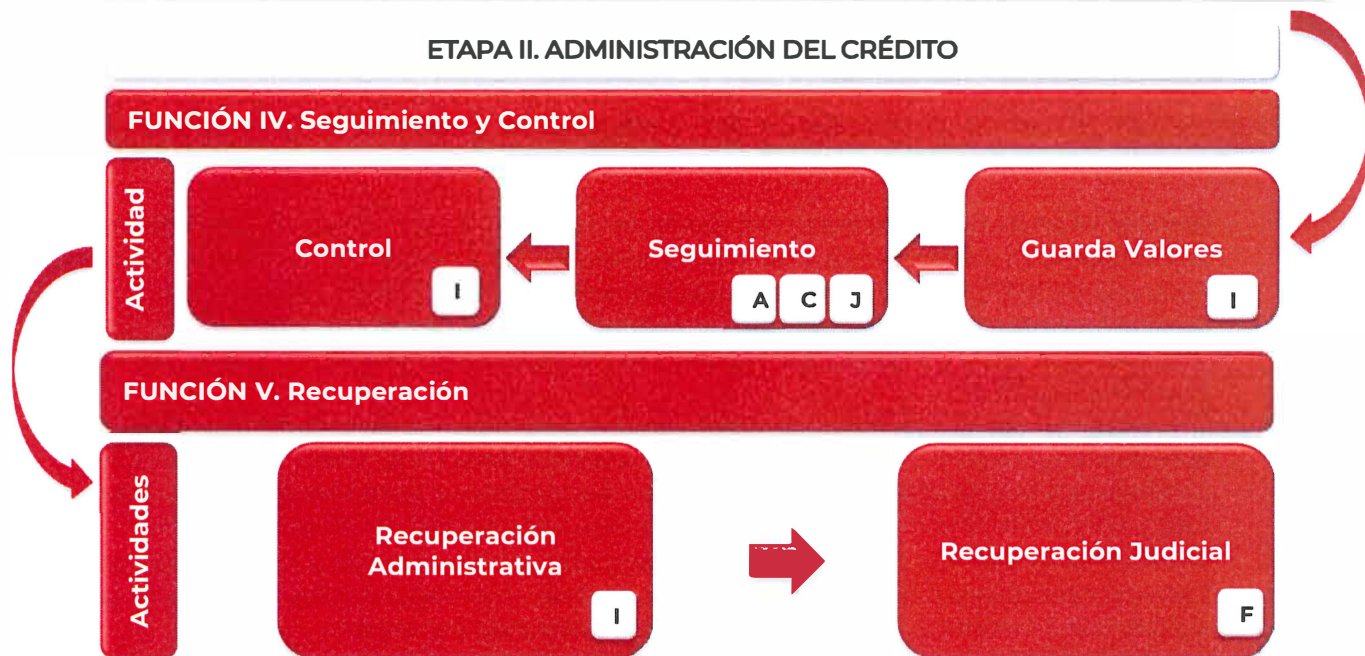 ETAPA II. ADMINISTRACIÓN DEL CRÉDITO
FUNCIÓN IV. Seguimiento y Control
Actividad
Control
I
Seguimiento
A C J
Guarda Valores
I
FUNCIÓN V. Recuperación
Actividades
Recuperación
Administrativa
I
Recuperación Judicial
F